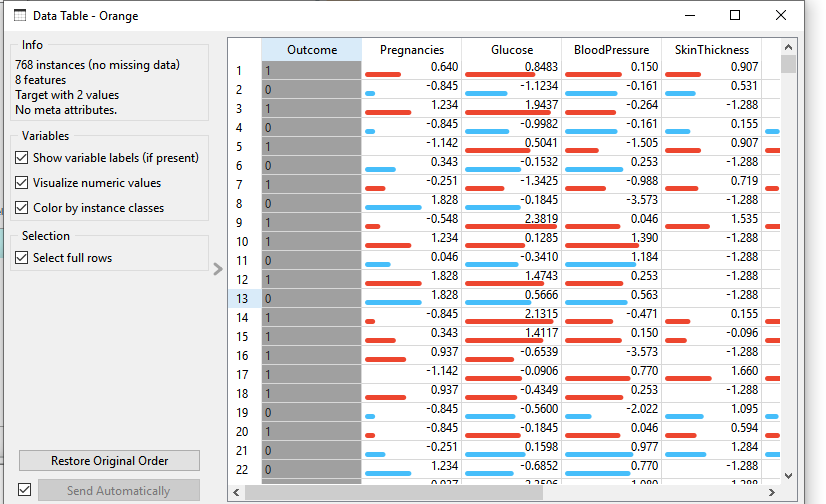 Data Table - Orange
Info
768 instances (no missing data)
8 features
Target with 2 values
No meta attributes.
Variables
Show variable labels (if present)
Visualize numeric values
Color by instance classes
Selection
Select full rows
Restore Original Order
Send Automatically
Outcome Pregnancies Glucose BloodPressure SkinThickness
1 1 0.640 0.8483 0.150 0.907
2 0 -0.845 -1.1234 -0.161 0.531
3 1 1.234 1.9437 -0.264 -1.288
4 0 -0.845 -0.9982 -0.161 0.155
5 1 -1.142 0.5041 -1.505 0.907
6 0 0.343 -0.1532 0.253 -1.288
7 1 -0.251 -1.3425 -0.988 0.719
8 0 1.828 -0.1845 -3.573 -1.288
9 1 -0.548 2.3819 0.046 1.535
10 1 1.234 0.1285 1.390 -1.288
11 0 0.046 -0.3410 1.184 -1.288
12 1 1.828 1.4743 0.253 -1.288
13 0 1.828 0.5666 0.563 -1.288
14 1 -0.845 2.1315 -0.471 0.155
15 1 0.343 1.4117 0.150 -0.096
16 1 0.937 -0.6539 -3.573 -1.288
17 1 -1.142 -0.0906 0.770 1.660
18 1 0.937 -0.4349 0.253 -1.288
19 0 -0.845 -0.5600 -2.022 1.095
20 1 -0.845 -0.1845 0.046 0.594
21 0 -0.251 0.1598 0.977 1.284
22 0 1.234 -0.6852 0.770 -1.288